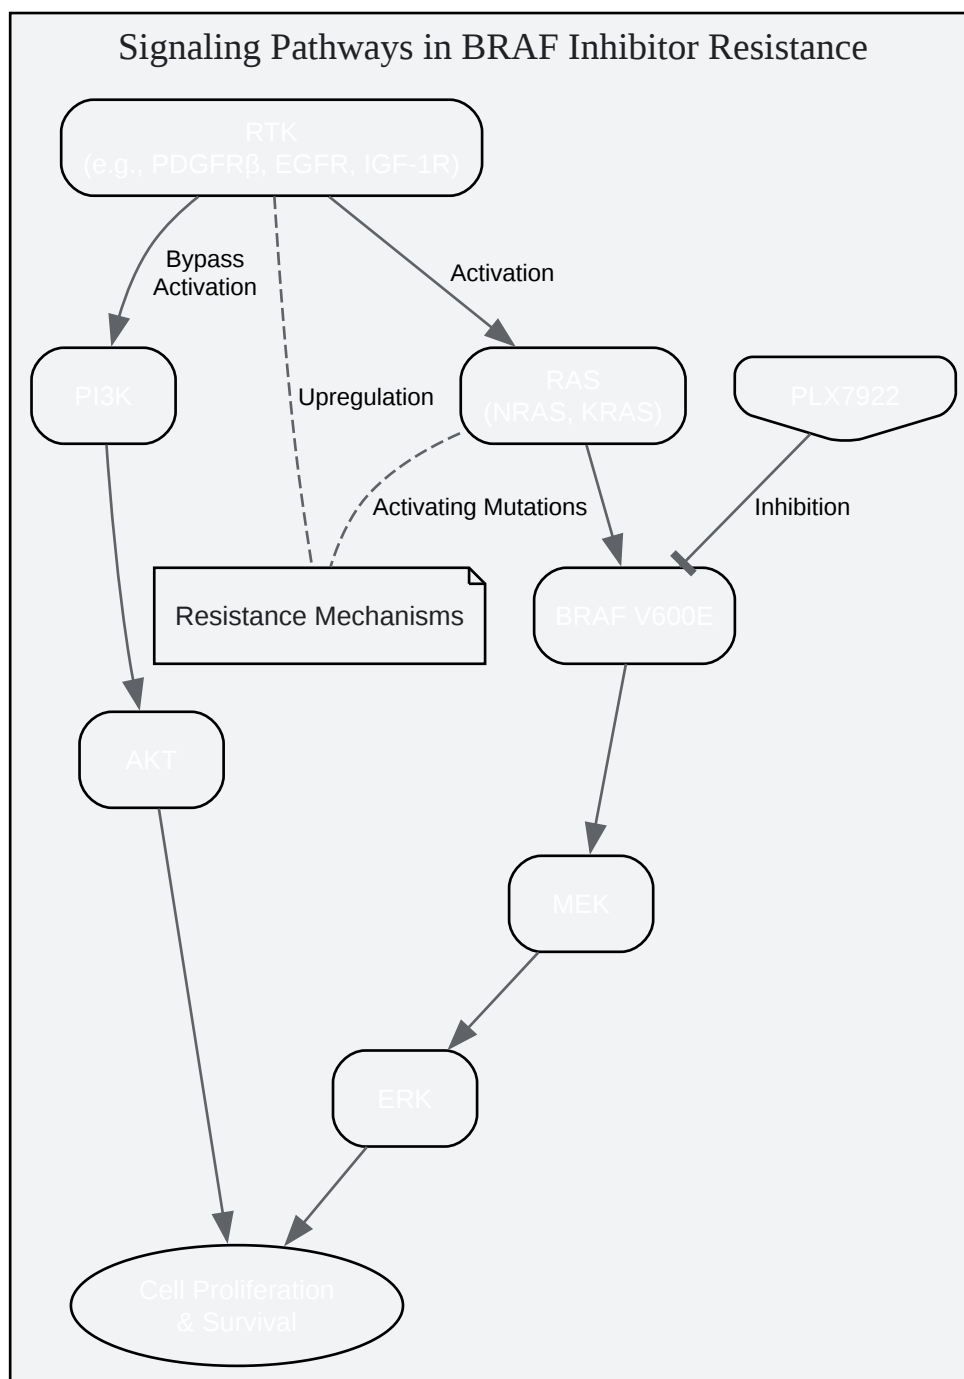 Signaling Pathways in BRAF Inhibitor Resistance
RTK
(e.g., PDGFRβ, EGFR, IGF-1R)
Bypass
Activation
Activation
PI3K
Upregulation
RAS
(NRAS, KRAS)
PLX7922
Activating Mutations
Inhibition
Resistance Mechanisms
BRAF V600E
AKT
MEK
ERK
Cell Proliferation
& Survival